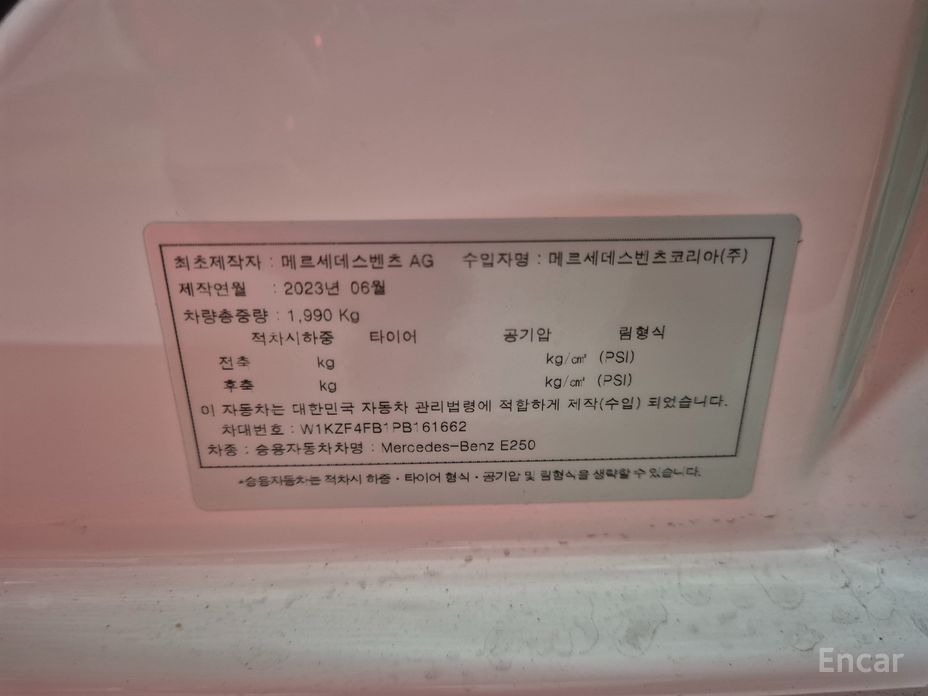 최초제작자 : 메르세데스벤츠 AG 수입자명 : 메르세데스벤츠코리아(주)
제작연월 : 2023년 06월
차량총중량 : 1,990 Kg
적차시하중 타이어 공기압 림형식
전축 kg kg/㎠ (PSI)
후축 kg kg/㎠ (PSI)
이 자동차는 대한민국 자동차 관리법령에 적합하게 제작(수입) 되었습니다.
차대번호 : W1KZF4FB1PB161662
차종 : 승용자동차차명 : Mercedes-Benz E250
*승용자동차는 적차시 하중·타이어 형식·공기압 및 림형식을 생략할 수 있습니다.
Encar